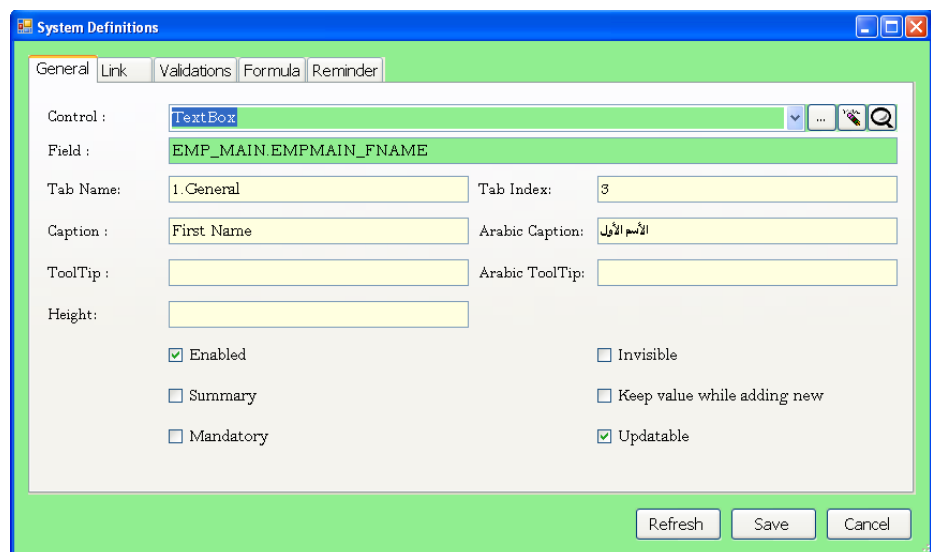 System Definitions
General Link Validations Formula Reminder
Control : TextBox ...
Field : EMP_MAIN.EMPMAIN_FNAME
Tab Name: 1.General Tab Index: 3
Caption : First Name Arabic Caption: الأسم الأول
ToolTip : Arabic ToolTip:
Height:
Enabled Invisible
Summary Keep value while adding new
Mandatory Updatable
Refresh Save Cancel